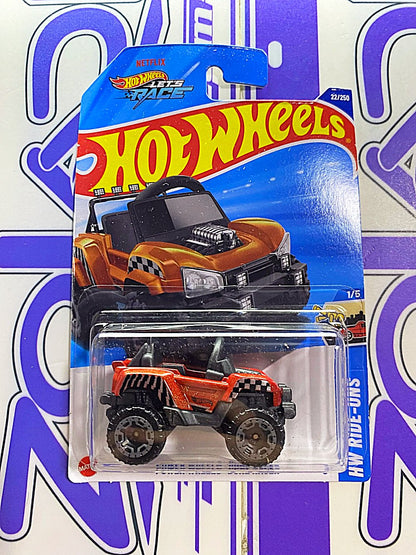 NETFLIX
HOT WHEELS
LET'S
RACE
22/250
HOT WHEELS
1/5
HW RIDE-ONS